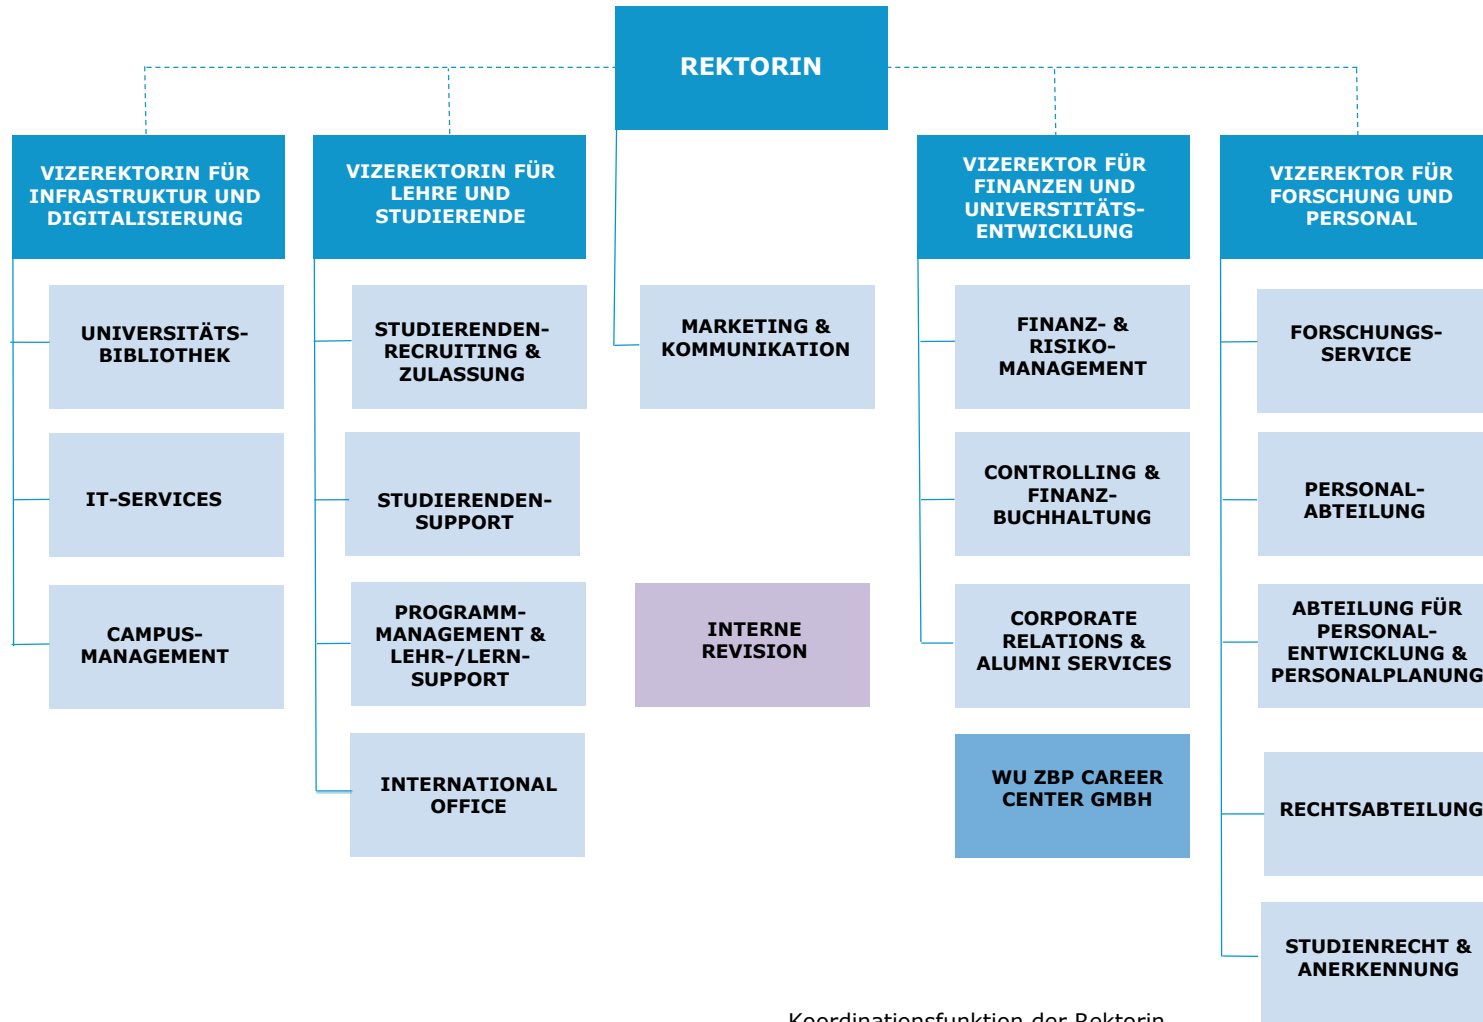 REKTORIN
VIZEREKTORIN FÜR
INFRASTRUKTUR UND
DIGITALISIERUNG
VIZEREKTORIN FÜR
LEHRE UND
STUDIERENDE
VIZEREKTOR FÜR
FINANZEN UND
UNIVERSTITÄTS-
ENTWICKLUNG
VIZEREKTOR FÜR
FORSCHUNG UND
PERSONAL
UNIVERSITÄTS-
BIBLIOTHEK
STUDIERENDEN-
RECRUITING &
ZULASSUNG
MARKETING &
KOMMUNIKATION
FINANZ- &
RISIKO-
MANAGEMENT
FORSCHUNGS-
SERVICE
IT-SERVICES
STUDIERENDEN-
SUPPORT
CONTROLLING &
FINANZ-
BUCHHALTUNG
PERSONAL-
ABTEILUNG
CAMPUS-
MANAGEMENT
PROGRAMM-
MANAGEMENT &
LEHR-/LERN-
SUPPORT
INTERNE
REVISION
CORPORATE
RELATIONS &
ALUMNI SERVICES
ABTEILUNG FÜR
PERSONAL-
ENTWICKLUNG &
PERSONALPLANUNG
INTERNATIONAL
OFFICE
WU ZBP CAREER
CENTER GMBH
RECHTSABTEILUNG
STUDIENRECHT &
ANERKENNUNG
Koordinationsfunktion der Rektorin